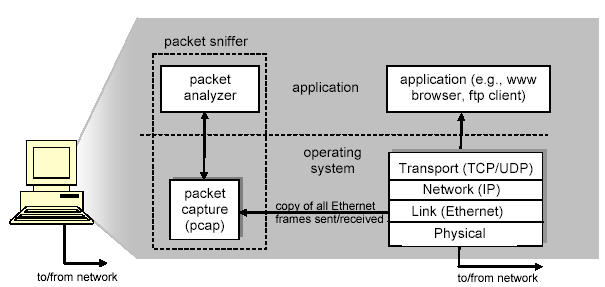 packet sniffer
packet
analyzer
application
application (e.g., www
browser, ftp client)
operating
system
packet
capture
(pcap)
copy of all Ethernet
frames sent/received
Transport (TCP/UDP)
Network (IP)
Link (Ethernet)
Physical
to/from network
to/from network